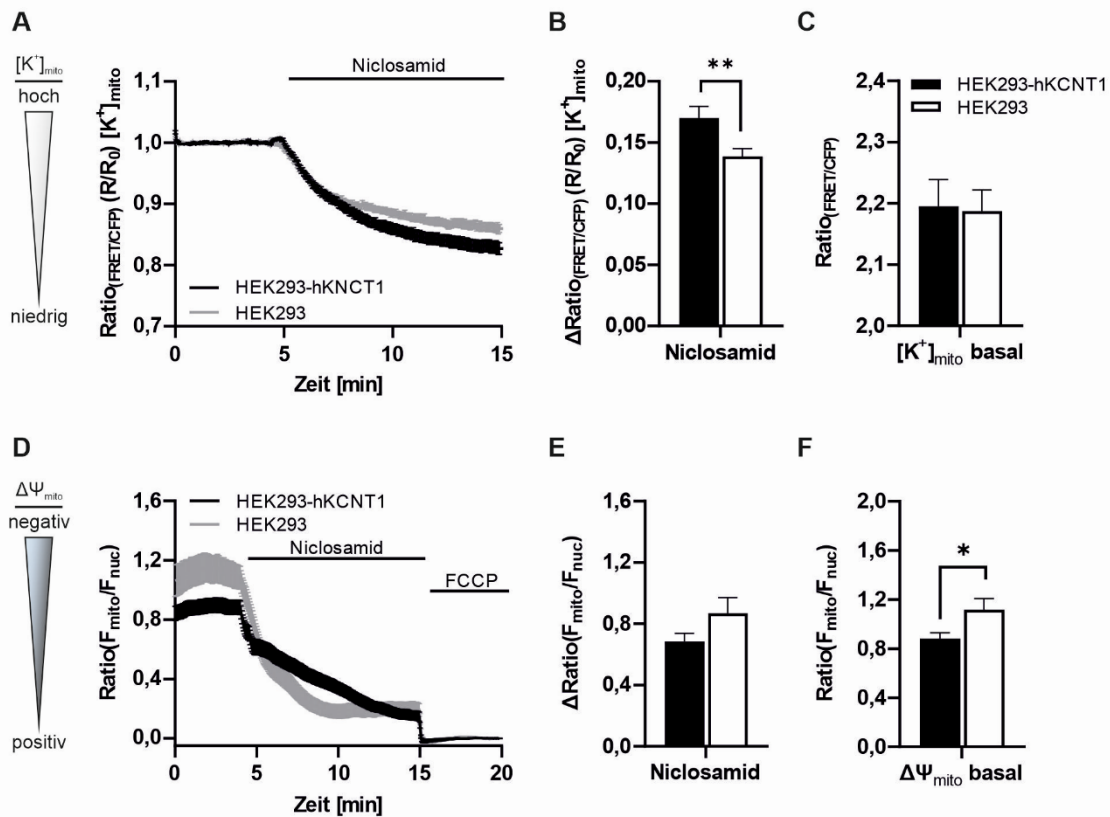 A
[K⁺]mito
hoch
niedrig
Ratio(FRET/CFP) (R/R₀) [K⁺]mito
1,1
1,0
0,9
0,8
0,7
Niclosamid
HEK293-hKNCT1
HEK293
0
5
10
15
Zeit [min]
B
ΔRatio(FRET/CFP) (R/R₀) [K⁺]mito
0,20
0,15
0,10
0,05
0,00
**
Niclosamid
C
Ratio(FRET/CFP)
2,4
2,3
2,2
2,1
2,0
HEK293-hKCNT1
HEK293
[K⁺]mito basal
D
ΔΨmito
negativ
positiv
Ratio(Fmito/Fnuc)
1,6
1,2
0,8
0,4
0,0
HEK293-hKCNT1
HEK293
Niclosamid
FCCP
0
5
10
15
20
Zeit [min]
E
ΔRatio(Fmito/Fnuc)
1,6
1,2
0,8
0,4
0,0
Niclosamid
F
Ratio(Fmito/Fnuc)
2,0
1,6
1,2
0,8
0,4
0,0
*
ΔΨmito basal